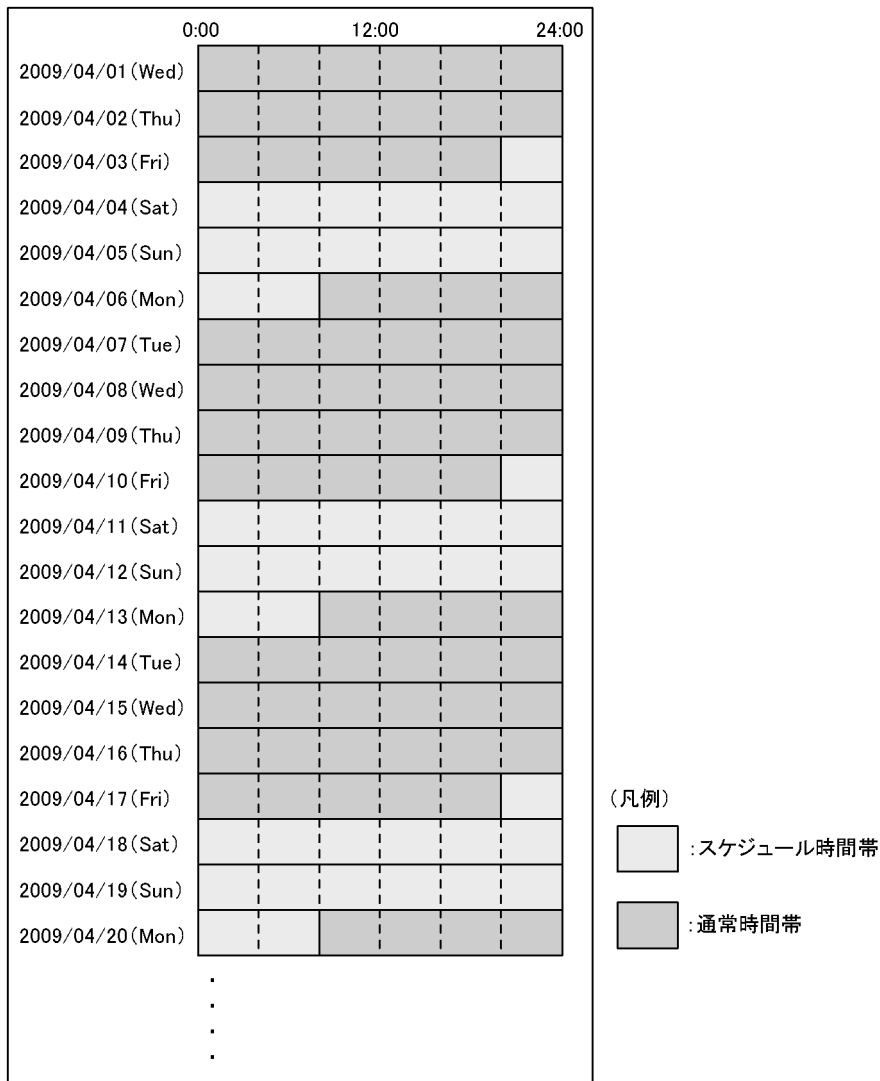 0:00 12:00 24:00
2009/04/01(Wed)
2009/04/02(Thu)
2009/04/03(Fri)
2009/04/04(Sat)
2009/04/05(Sun)
2009/04/06(Mon)
2009/04/07(Tue)
2009/04/08(Wed)
2009/04/09(Thu)
2009/04/10(Fri)
2009/04/11(Sat)
2009/04/12(Sun)
2009/04/13(Mon)
2009/04/14(Tue)
2009/04/15(Wed)
2009/04/16(Thu)
2009/04/17(Fri)
2009/04/18(Sat)
2009/04/19(Sun)
2009/04/20(Mon)
(凡例)
:スケジュール時間帯
:通常時間帯